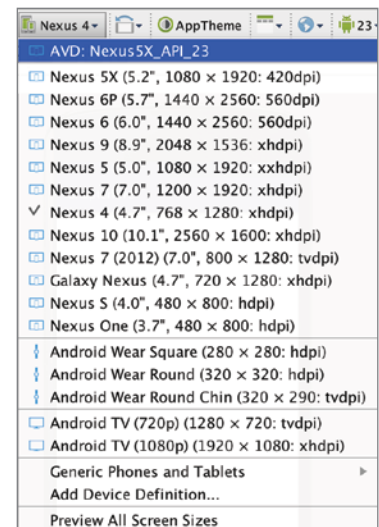 Nexus 4 AppTheme 23
AVD: Nexus5X_API_23
Nexus 5X (5.2", 1080 × 1920: 420dpi)
Nexus 6P (5.7", 1440 × 2560: 560dpi)
Nexus 6 (6.0", 1440 × 2560: 560dpi)
Nexus 9 (8.9", 2048 × 1536: xhdpi)
Nexus 5 (5.0", 1080 × 1920: xxhdpi)
Nexus 7 (7.0", 1200 × 1920: xhdpi)
Nexus 4 (4.7", 768 × 1280: xhdpi)
Nexus 10 (10.1", 2560 × 1600: xhdpi)
Nexus 7 (2012) (7.0", 800 × 1280: tvdpi)
Galaxy Nexus (4.7", 720 × 1280: xhdpi)
Nexus S (4.0", 480 × 800: hdpi)
Nexus One (3.7", 480 × 800: hdpi)
Android Wear Square (280 × 280: hdpi)
Android Wear Round (320 × 320: hdpi)
Android Wear Round Chin (320 × 290: tvdpi)
Android TV (720p) (1280 × 720: tvdpi)
Android TV (1080p) (1920 × 1080: xhdpi)
Generic Phones and Tablets
Add Device Definition...
Preview All Screen Sizes